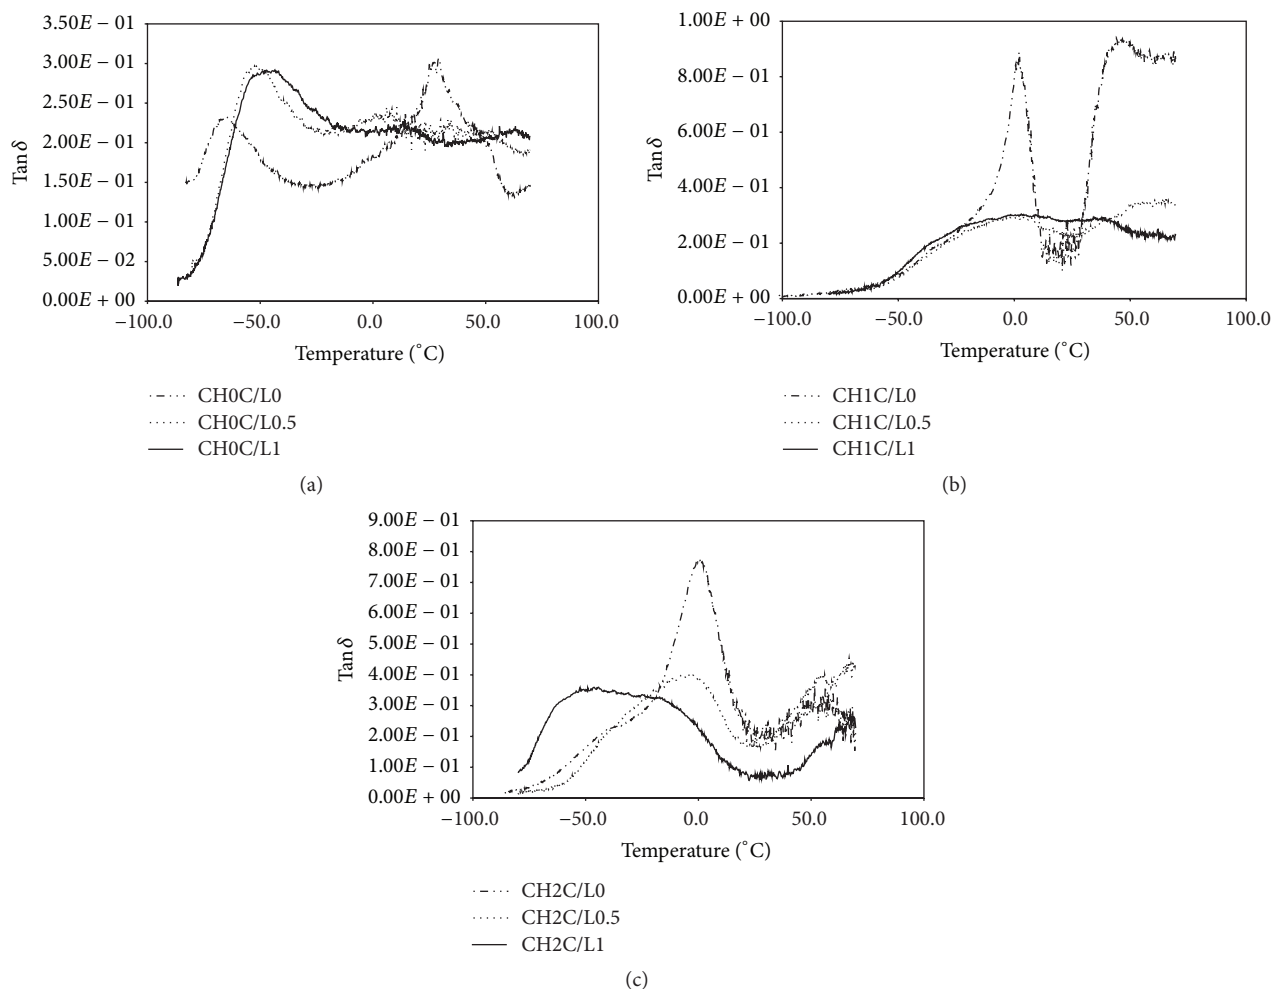 3.50E − 01
3.00E − 01
2.50E − 01
2.00E − 01
1.50E − 01
1.00E − 01
5.00E − 02
0.00E + 00
Tan δ
−100.0 −50.0 0.0 50.0 100.0
Temperature (°C)
CH0C/L0
CH0C/L0.5
CH0C/L1
(a)
1.00E + 00
8.00E − 01
6.00E − 01
4.00E − 01
2.00E − 01
0.00E + 00
Tan δ
−100.0 −50.0 0.0 50.0 100.0
Temperature (°C)
CH1C/L0
CH1C/L0.5
CH1C/L1
(b)
9.00E − 01
8.00E − 01
7.00E − 01
6.00E − 01
5.00E − 01
4.00E − 01
3.00E − 01
2.00E − 01
1.00E − 01
0.00E + 00
Tan δ
−100.0 −50.0 0.0 50.0 100.0
Temperature (°C)
CH2C/L0
CH2C/L0.5
CH2C/L1
(c)